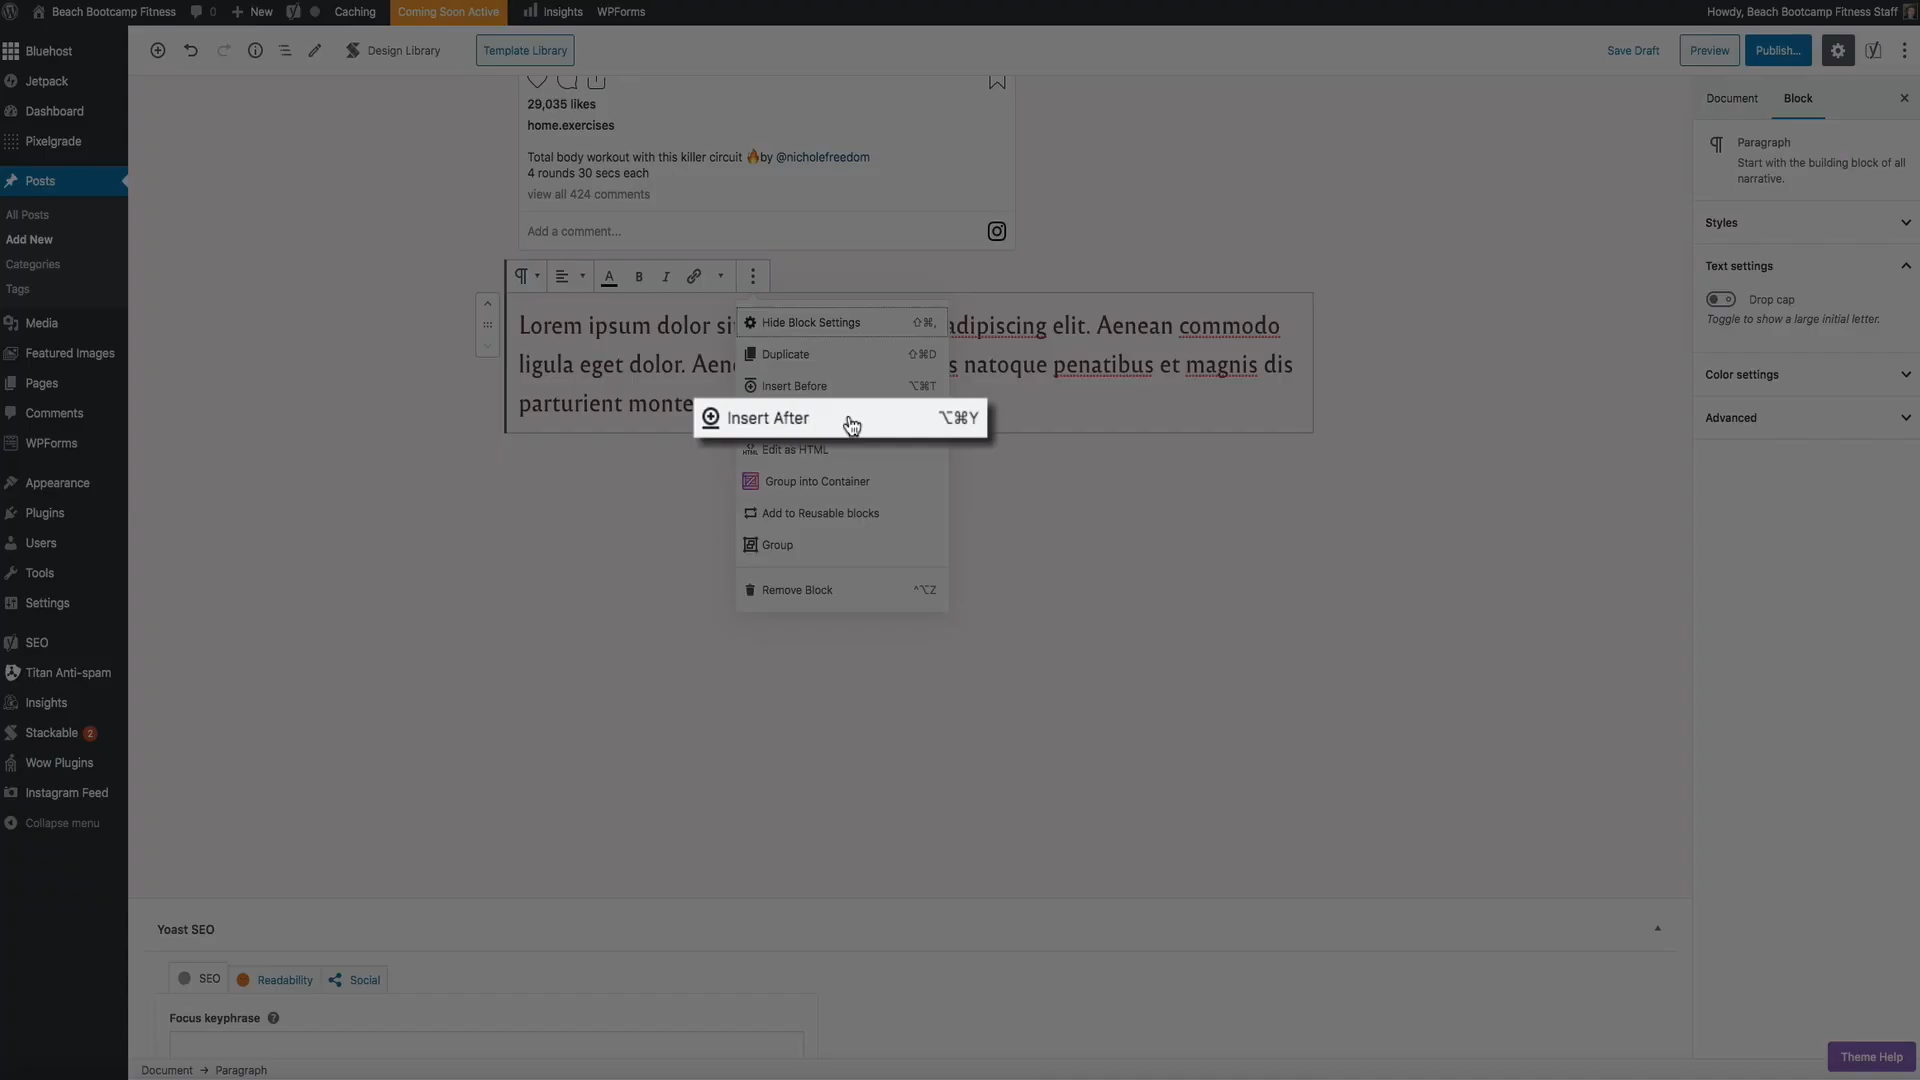 Beach Bootcamp Fitness 0 New Caching Coming Soon Active Insights WPForms Howdy, Beach Bootcamp Fitness Staff
Bluehost
Jetpack
Dashboard
Pixelgrade
Posts
All Posts
Add New
Categories
Tags
Media
Featured Images
Pages
Comments
WPForms
Appearance
Plugins
Users
Tools
Settings
SEO
Titan Anti-spam
Insights
Stackable 2
Wow Plugins
Instagram Feed
Collapse menu
Design Library Template Library Save Draft Preview Publish...
29,035 likes
home.exercises
Total body workout with this killer circuit 🔥by @nicholefreedom
4 rounds 30 secs each
view all 424 comments
Add a comment...
A B I
Lorem ipsum dolor si adipiscing elit. Aenean commodo
ligula eget dolor. Aen s natoque penatibus et magnis dis
parturient monte
Hide Block Settings ⇧⌘,
Duplicate ⇧⌘D
Insert Before ⌥⌘T
Insert After ⌥⌘Y
HTML Edit as HTML
Group into Container
Add to Reusable blocks
Group
Remove Block ^⌥Z
Document Block
Paragraph
Start with the building block of all
narrative.
Styles
Text settings
Drop cap
Toggle to show a large initial letter.
Color settings
Advanced
Yoast SEO
SEO Readability Social
Focus keyphrase ?
Document → Paragraph
Theme Help